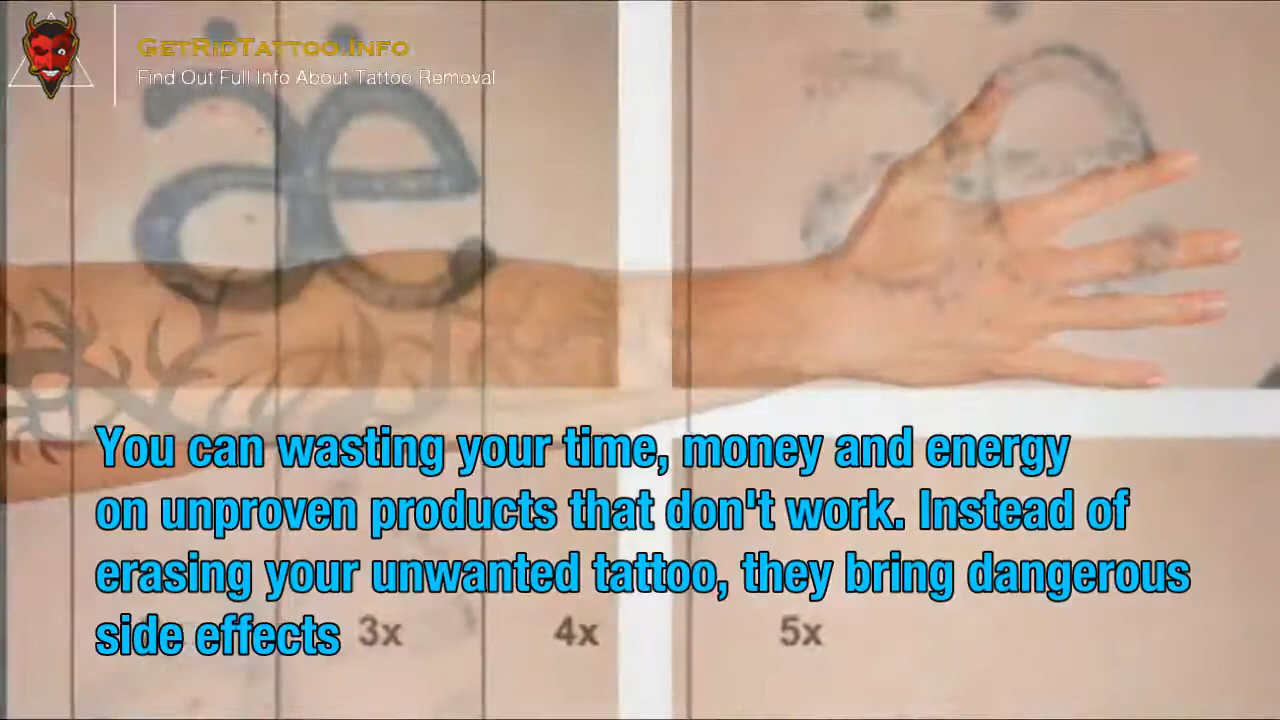 GetRidTattoo.Info
Find Out Full Info About Tattoo Removal
æ
You can wasting your time, money and energy
on unproven products that don't work. Instead of
erasing your unwanted tattoo, they bring dangerous
side effects
3x 4x 5x